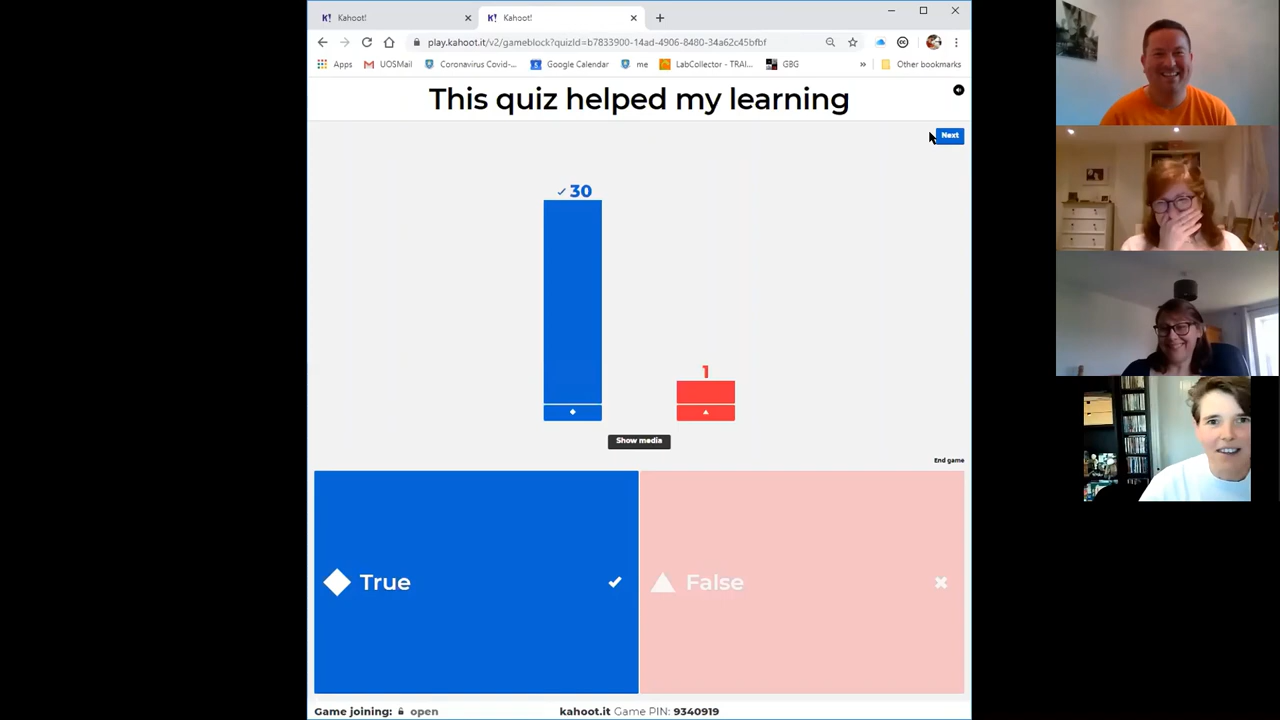 K! Kahoot!
K! Kahoot!
play.kahoot.it/v2/gameblock?quizId=b7833900-14ad-4906-8480-34a62c45bfbf
Apps UOSMail Coronavirus Covid-... Google Calendar me LabCollector - TRAI... GBG » Other bookmarks
This quiz helped my learning
Next
30
1
Show media
End game
True
False
Game joining: open
kahoot.it Game PIN: 9340919